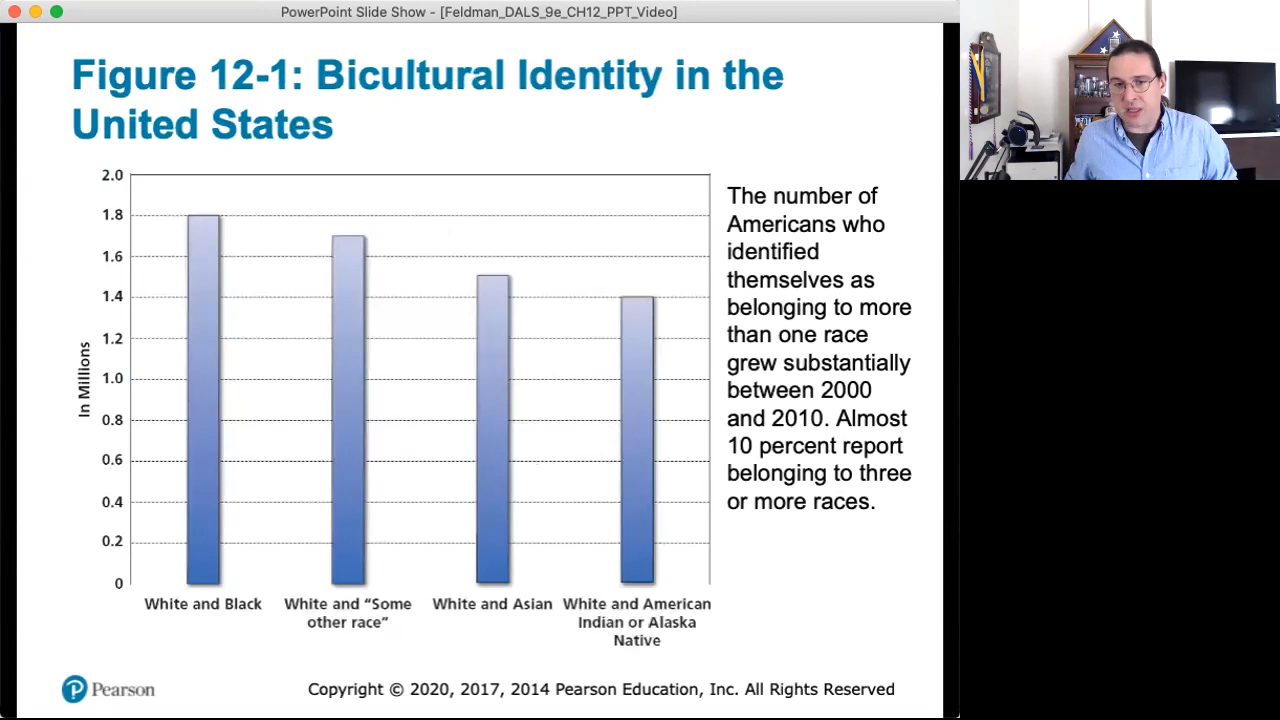 PowerPoint Slide Show - [Feldman_DALS_9e_CH12_PPT_Video]
Figure 12-1: Bicultural Identity in the
United States
2.0
1.8
1.6
1.4
1.2
1.0
0.8
0.6
0.4
0.2
0
In Millions
White and Black
White and “Some
other race”
White and Asian
White and American
Indian or Alaska
Native
The number of
Americans who
identified
themselves as
belonging to more
than one race
grew substantially
between 2000
and 2010. Almost
10 percent report
belonging to three
or more races.
Pearson
Copyright © 2020, 2017, 2014 Pearson Education, Inc. All Rights Reserved